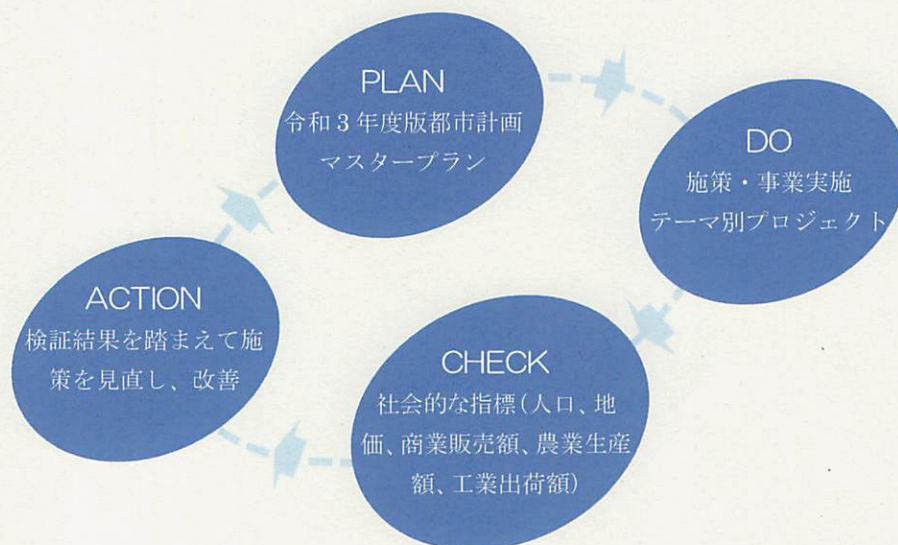 PLAN
令和3年度版都市計画
マスタープラン
DO
施策・事業実施
テーマ別プロジェクト
CHECK
社会的な指標(人口、地
価、商業販売額、農業生産
額、工業出荷額)
ACTION
検証結果を踏まえて施
策を見直し、改善